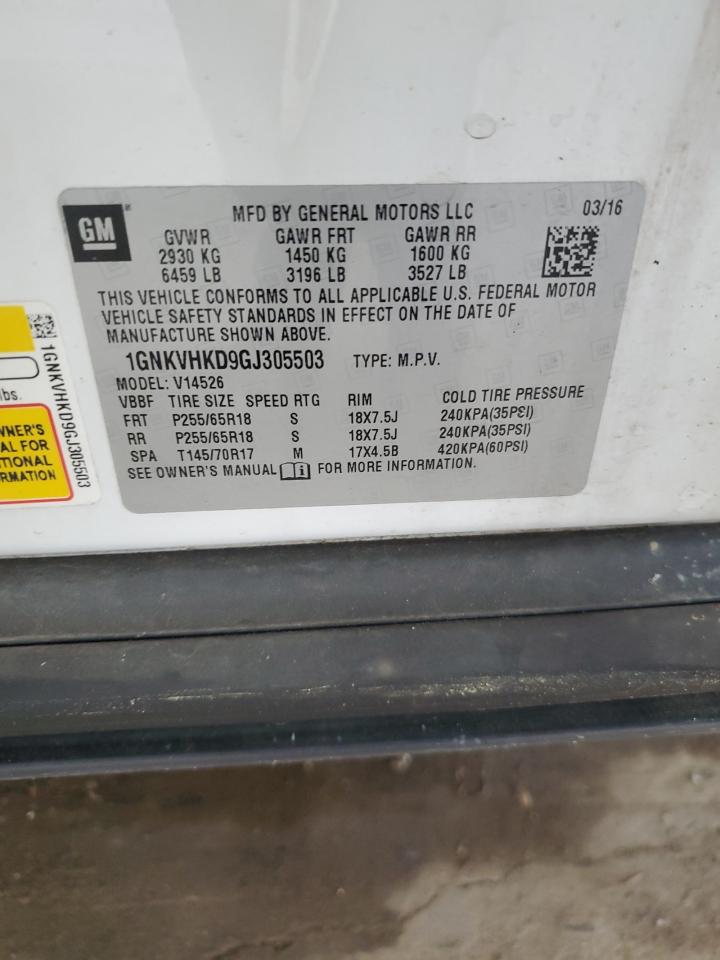 GM
MFD BY GENERAL MOTORS LLC 03/16
GVWR GAWR FRT GAWR RR
2930 KG 1450 KG 1600 KG
6459 LB 3196 LB 3527 LB
THIS VEHICLE CONFORMS TO ALL APPLICABLE U.S. FEDERAL MOTOR
VEHICLE SAFETY STANDARDS IN EFFECT ON THE DATE OF
MANUFACTURE SHOWN ABOVE.
1GNKVHKD9GJ305503 TYPE: M.P.V.
MODEL: V14526
VBBF TIRE SIZE SPEED RTG RIM COLD TIRE PRESSURE
FRT P255/65R18 S 18X7.5J 240KPA(35PSI)
RR P255/65R18 S 18X7.5J 240KPA(35PSI)
SPA T145/70R17 M 17X4.5B 420KPA(60PSI)
SEE OWNER'S MANUAL FOR MORE INFORMATION.
1GNKVHKD9GJ305503
lbs.
WNER'S
AL FOR
TIONAL
RMATION